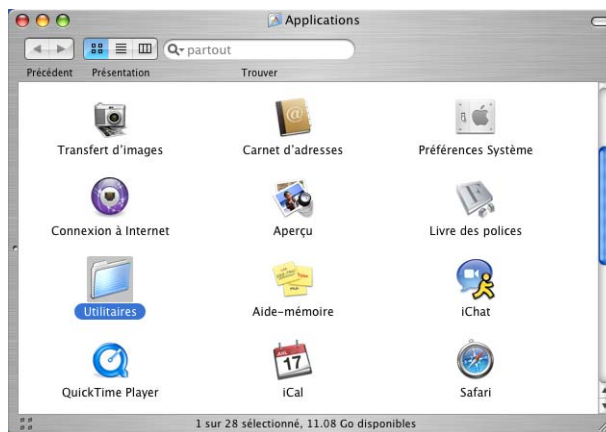 Applications
partout
Précédent Présentation Trouver
Transfert d'images Carnet d'adresses Préférences Système
Connexion à Internet Aperçu Livre des polices
Utilitaires Aide-mémoire iChat
QuickTime Player iCal Safari
17
1 sur 28 sélectionné, 11.08 Go disponibles